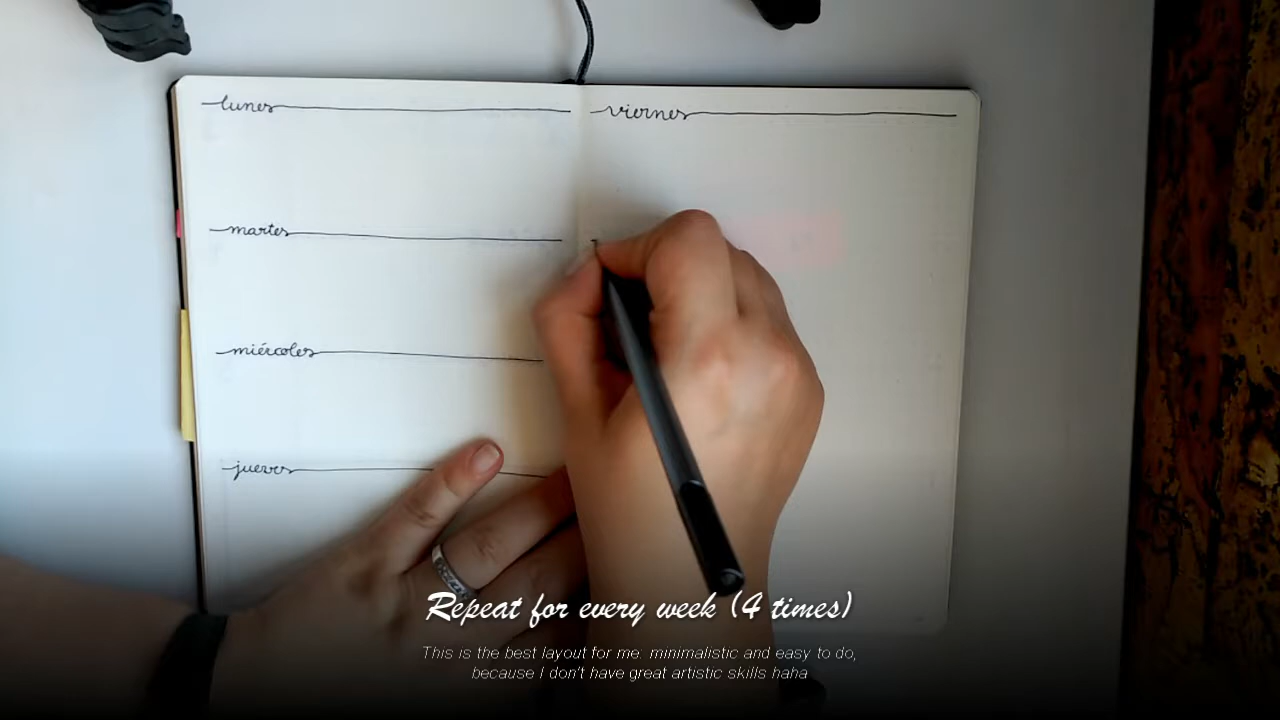 lunes
viernes
martes
miércoles
jueves
Repeat for every week (4 times)
This is the best layout for me: minimalistic and easy to do,
because I don't have great artistic skills haha